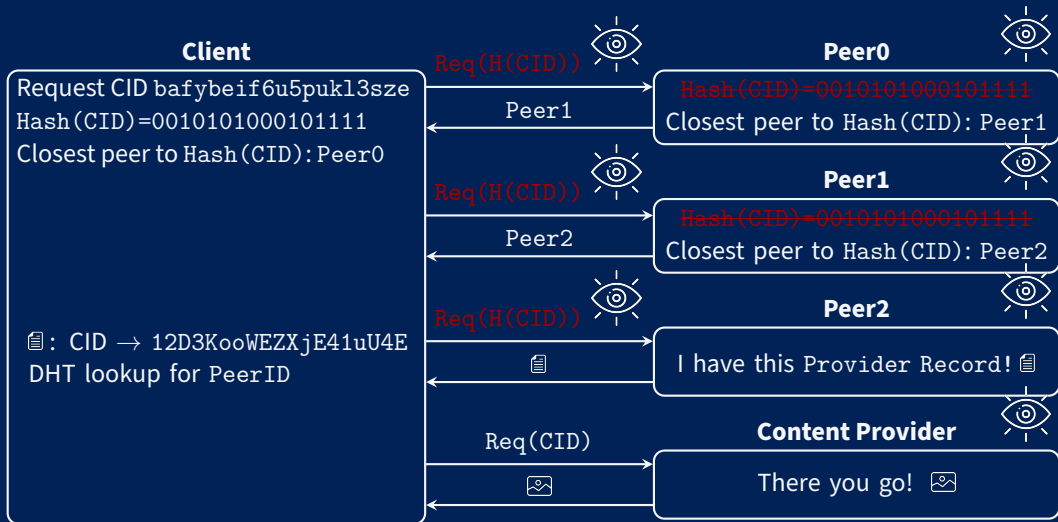 Client
Request CID bafybeif6u5pukl3sze
Hash(CID)=0010101000101111
Closest peer to Hash(CID): Peer0
Req(H(CID))
Peer1
Peer0
Hash(CID)=0010101000101111
Closest peer to Hash(CID): Peer1
Req(H(CID))
Peer2
Peer1
Hash(CID)=0010101000101111
Closest peer to Hash(CID): Peer2
: CID → 12D3KooWEZXjE41uU4E
DHT lookup for PeerID
Req(H(CID))
Peer2
I have this Provider Record!
Req(CID)
Content Provider
There you go!